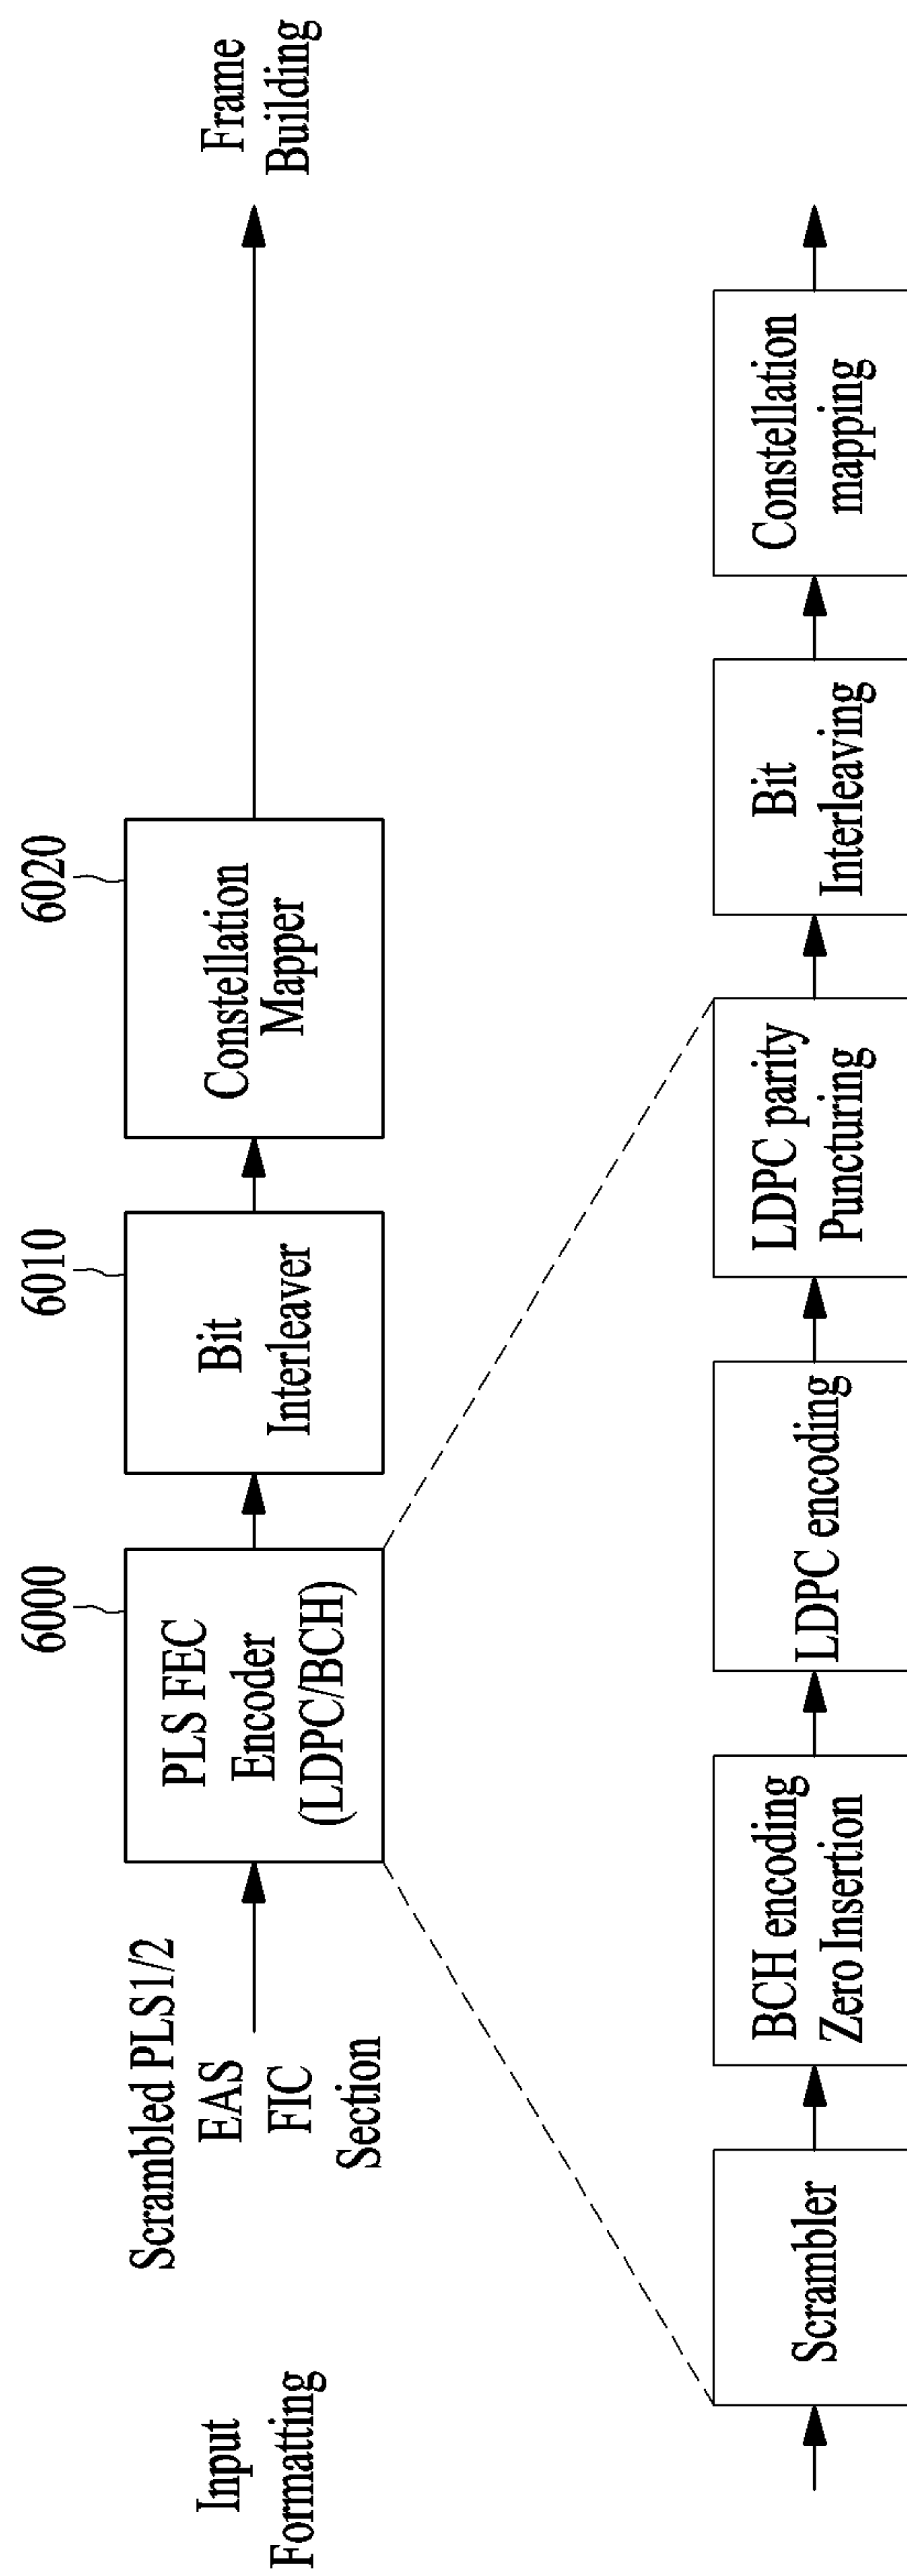 Input
Formatting
Scrambled PLS1/2
EAS
FIC
Section
6000
PLS FEC
Encoder
(LDPC/BCH)
6010
Bit
Interleaver
6020
Constellation
Mapper
Frame
Building
Scrambler
BCH encoding
Zero Insertion
LDPC encoding
LDPC parity
Puncturing
Bit
Interleaving
Constellation
mapping